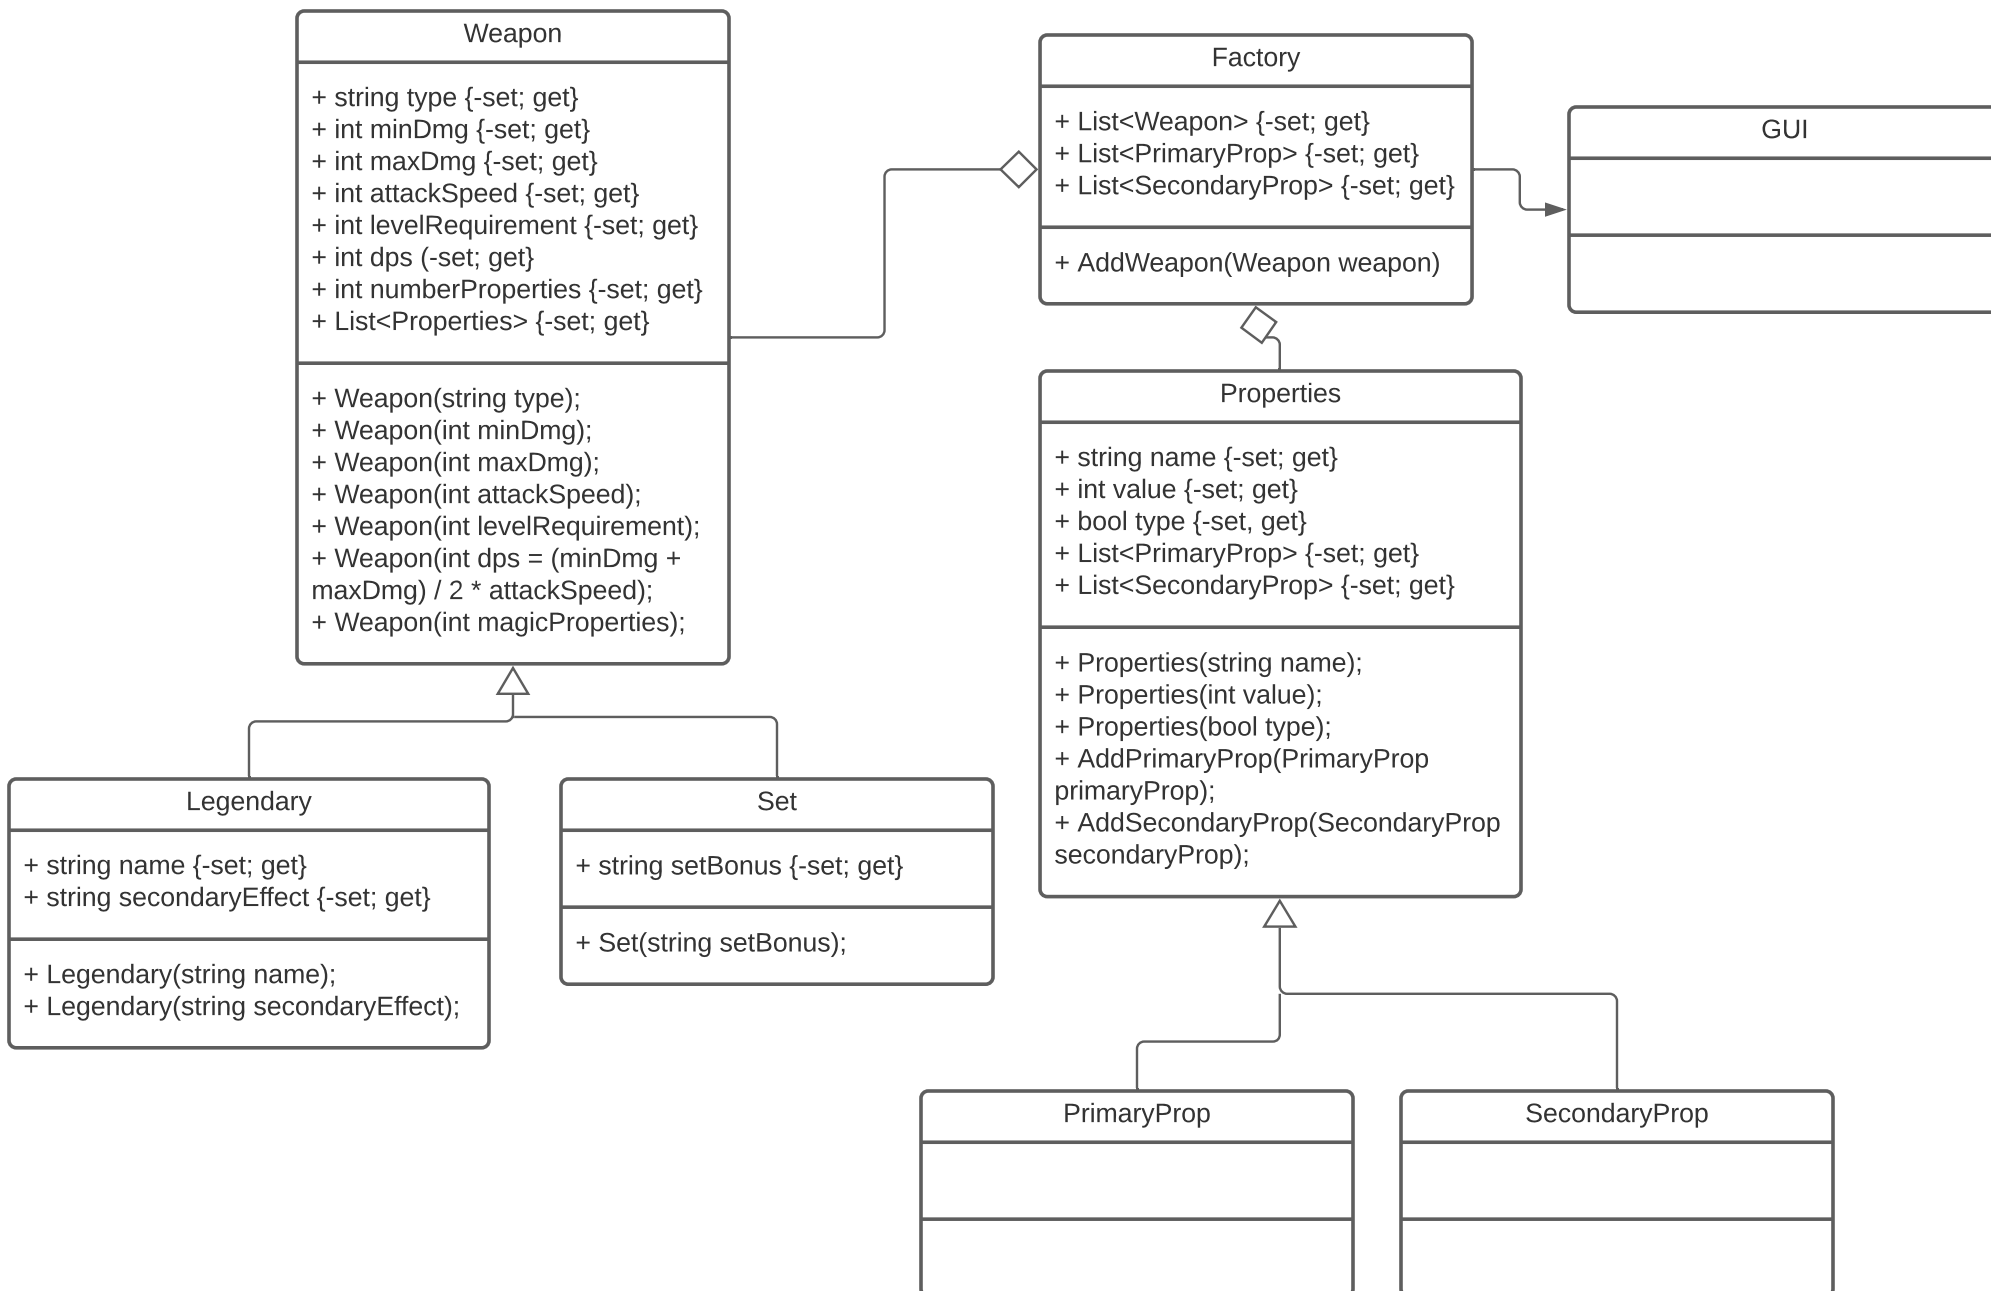 Weapon
+ string type {-set; get}
+ int minDmg {-set; get}
+ int maxDmg {-set; get}
+ int attackSpeed {-set; get}
+ int levelRequirement {-set; get}
+ int dps (-set; get}
+ int numberProperties {-set; get}
+ List<Properties> {-set; get}
+ Weapon(string type);
+ Weapon(int minDmg);
+ Weapon(int maxDmg);
+ Weapon(int attackSpeed);
+ Weapon(int levelRequirement);
+ Weapon(int dps = (minDmg +
maxDmg) / 2 * attackSpeed);
+ Weapon(int magicProperties);
Factory
+ List<Weapon> {-set; get}
+ List<PrimaryProp> {-set; get}
+ List<SecondaryProp> {-set; get}
+ AddWeapon(Weapon weapon)
GUI
Properties
+ string name {-set; get}
+ int value {-set; get}
+ bool type {-set, get}
+ List<PrimaryProp> {-set; get}
+ List<SecondaryProp> {-set; get}
+ Properties(string name);
+ Properties(int value);
+ Properties(bool type);
+ AddPrimaryProp(PrimaryProp
primaryProp);
+ AddSecondaryProp(SecondaryProp
secondaryProp);
Legendary
+ string name {-set; get}
+ string secondaryEffect {-set; get}
+ Legendary(string name);
+ Legendary(string secondaryEffect);
Set
+ string setBonus {-set; get}
+ Set(string setBonus);
PrimaryProp
SecondaryProp